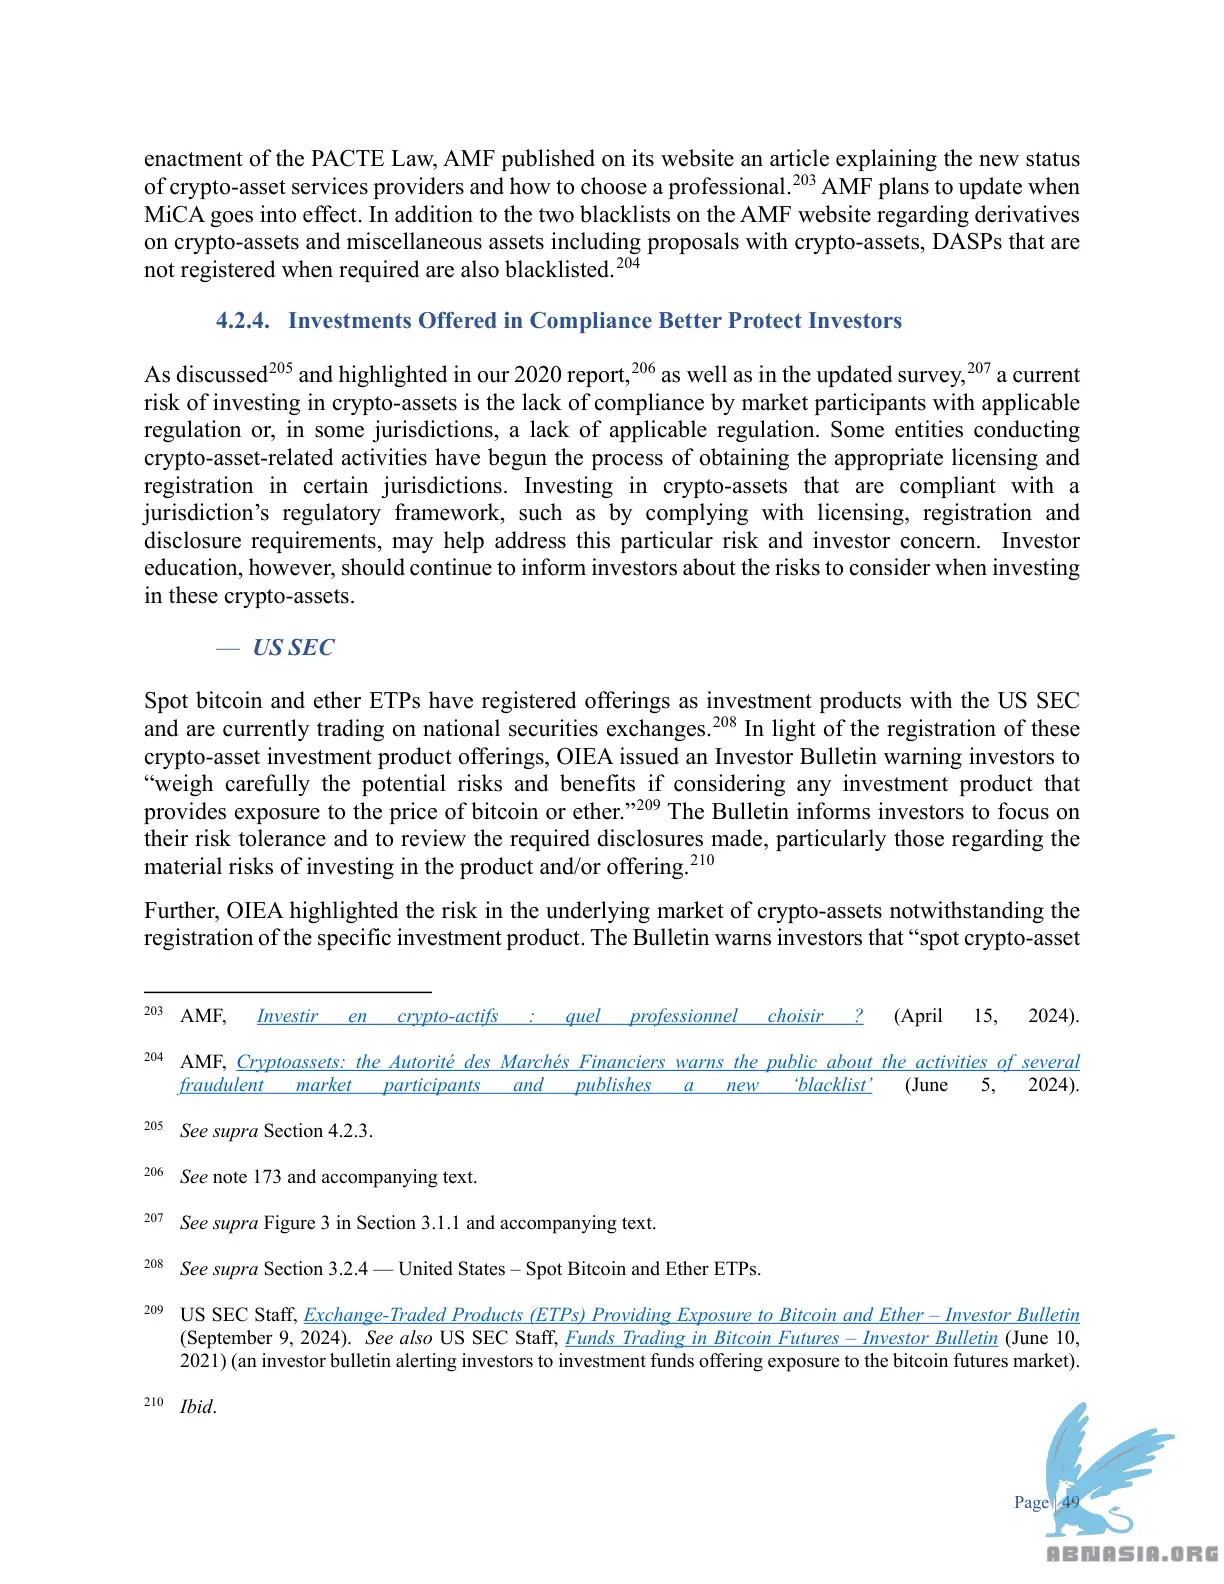 enactment of the PACTE Law, AMF published on its website an article explaining the new status
of crypto-asset services providers and how to choose a professional.203 AMF plans to update when
MiCA goes into effect. In addition to the two blacklists on the AMF website regarding derivatives
on crypto-assets and miscellaneous assets including proposals with crypto-assets, DASPs that are
not registered when required are also blacklisted.204
4.2.4. Investments Offered in Compliance Better Protect Investors
As discussed205 and highlighted in our 2020 report,206 as well as in the updated survey,207 a current
risk of investing in crypto-assets is the lack of compliance by market participants with applicable
regulation or, in some jurisdictions, a lack of applicable regulation. Some entities conducting
crypto-asset-related activities have begun the process of obtaining the appropriate licensing and
registration in certain jurisdictions. Investing in crypto-assets that are compliant with a
jurisdiction’s regulatory framework, such as by complying with licensing, registration and
disclosure requirements, may help address this particular risk and investor concern. Investor
education, however, should continue to inform investors about the risks to consider when investing
in these crypto-assets.
— US SEC
Spot bitcoin and ether ETPs have registered offerings as investment products with the US SEC
and are currently trading on national securities exchanges.208 In light of the registration of these
crypto-asset investment product offerings, OIEA issued an Investor Bulletin warning investors to
“weigh carefully the potential risks and benefits if considering any investment product that
provides exposure to the price of bitcoin or ether.”209 The Bulletin informs investors to focus on
their risk tolerance and to review the required disclosures made, particularly those regarding the
material risks of investing in the product and/or offering.210
Further, OIEA highlighted the risk in the underlying market of crypto-assets notwithstanding the
registration of the specific investment product. The Bulletin warns investors that “spot crypto-asset
203 AMF, Investir en crypto-actifs : quel professionnel choisir ? (April 15, 2024).
204 AMF, Cryptoassets: the Autorité des Marchés Financiers warns the public about the activities of several
fraudulent market participants and publishes a new ‘blacklist’ (June 5, 2024).
205 See supra Section 4.2.3.
206 See note 173 and accompanying text.
207 See supra Figure 3 in Section 3.1.1 and accompanying text.
208 See supra Section 3.2.4 — United States – Spot Bitcoin and Ether ETPs.
209 US SEC Staff, Exchange-Traded Products (ETPs) Providing Exposure to Bitcoin and Ether – Investor Bulletin
(September 9, 2024). See also US SEC Staff, Funds Trading in Bitcoin Futures – Investor Bulletin (June 10,
2021) (an investor bulletin alerting investors to investment funds offering exposure to the bitcoin futures market).
210 Ibid.
Page | 49
ABNASIA.ORG